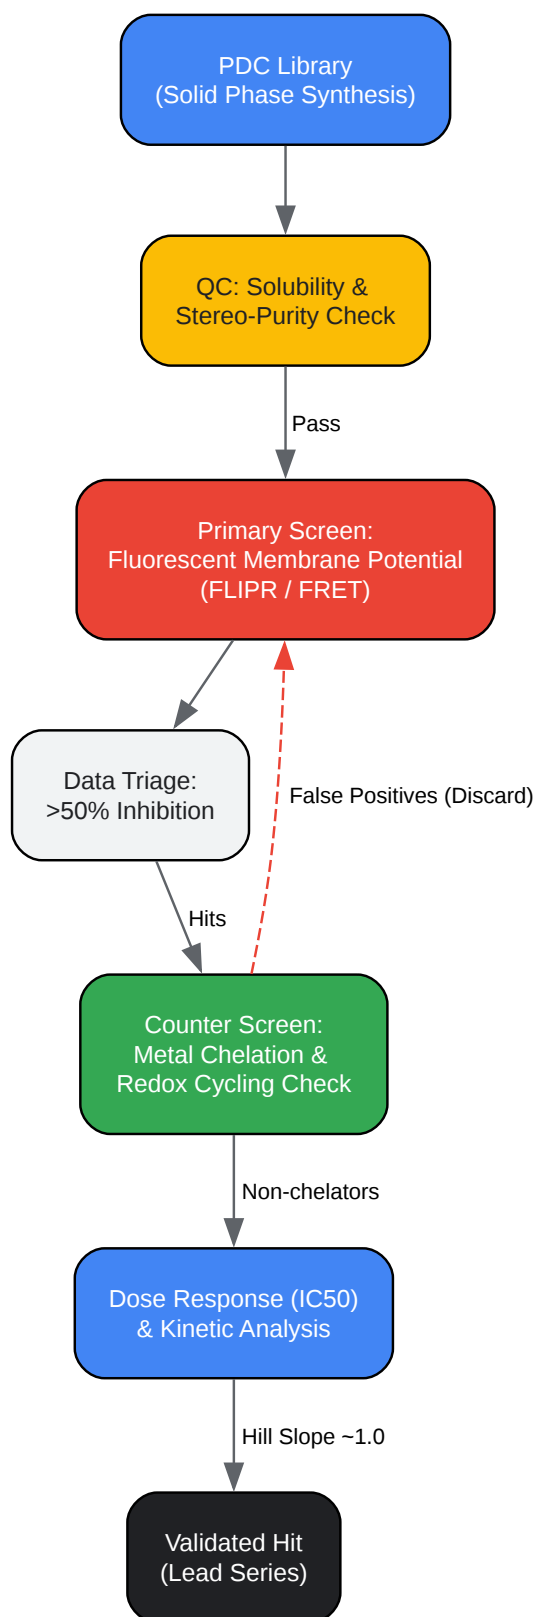 PDC Library
(Solid Phase Synthesis)
QC: Solubility &
Stereo-Purity Check
Pass
Primary Screen:
Fluorescent Membrane Potential
(FLIPR / FRET)
Data Triage:
>50% Inhibition
False Positives (Discard)
Hits
Counter Screen:
Metal Chelation &
Redox Cycling Check
Non-chelators
Dose Response (IC50)
& Kinetic Analysis
Hill Slope ~1.0
Validated Hit
(Lead Series)